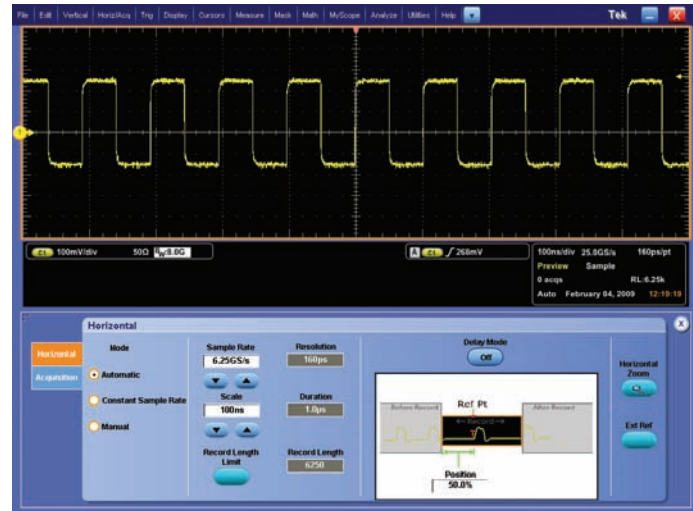 File Edit Vertical Horiz/Acq Trig Display Cursors Measure Mask Math MyScope Analyze Utilities Help Tek
1
C1 100mV/div 50Ω BW:8.0G A C1 268mV 100ns/div 25.0GS/s 160ps/pt
Preview Sample
0 acqs RL:6.25k
Auto February 04, 2009 12:19:19
Horizontal
Horizontal
Acquisition
Mode
Automatic
Constant Sample Rate
Manual
Sample Rate
6.25GS/s
Scale
100ns
Record Length Limit
Resolution
160ps
Duration
1.0µs
Record Length
6250
Delay Mode
Off
Before Record
Ref Pt
Record
After Record
Position
50.0%
Horizontal
Zoom
Ext Ref
X